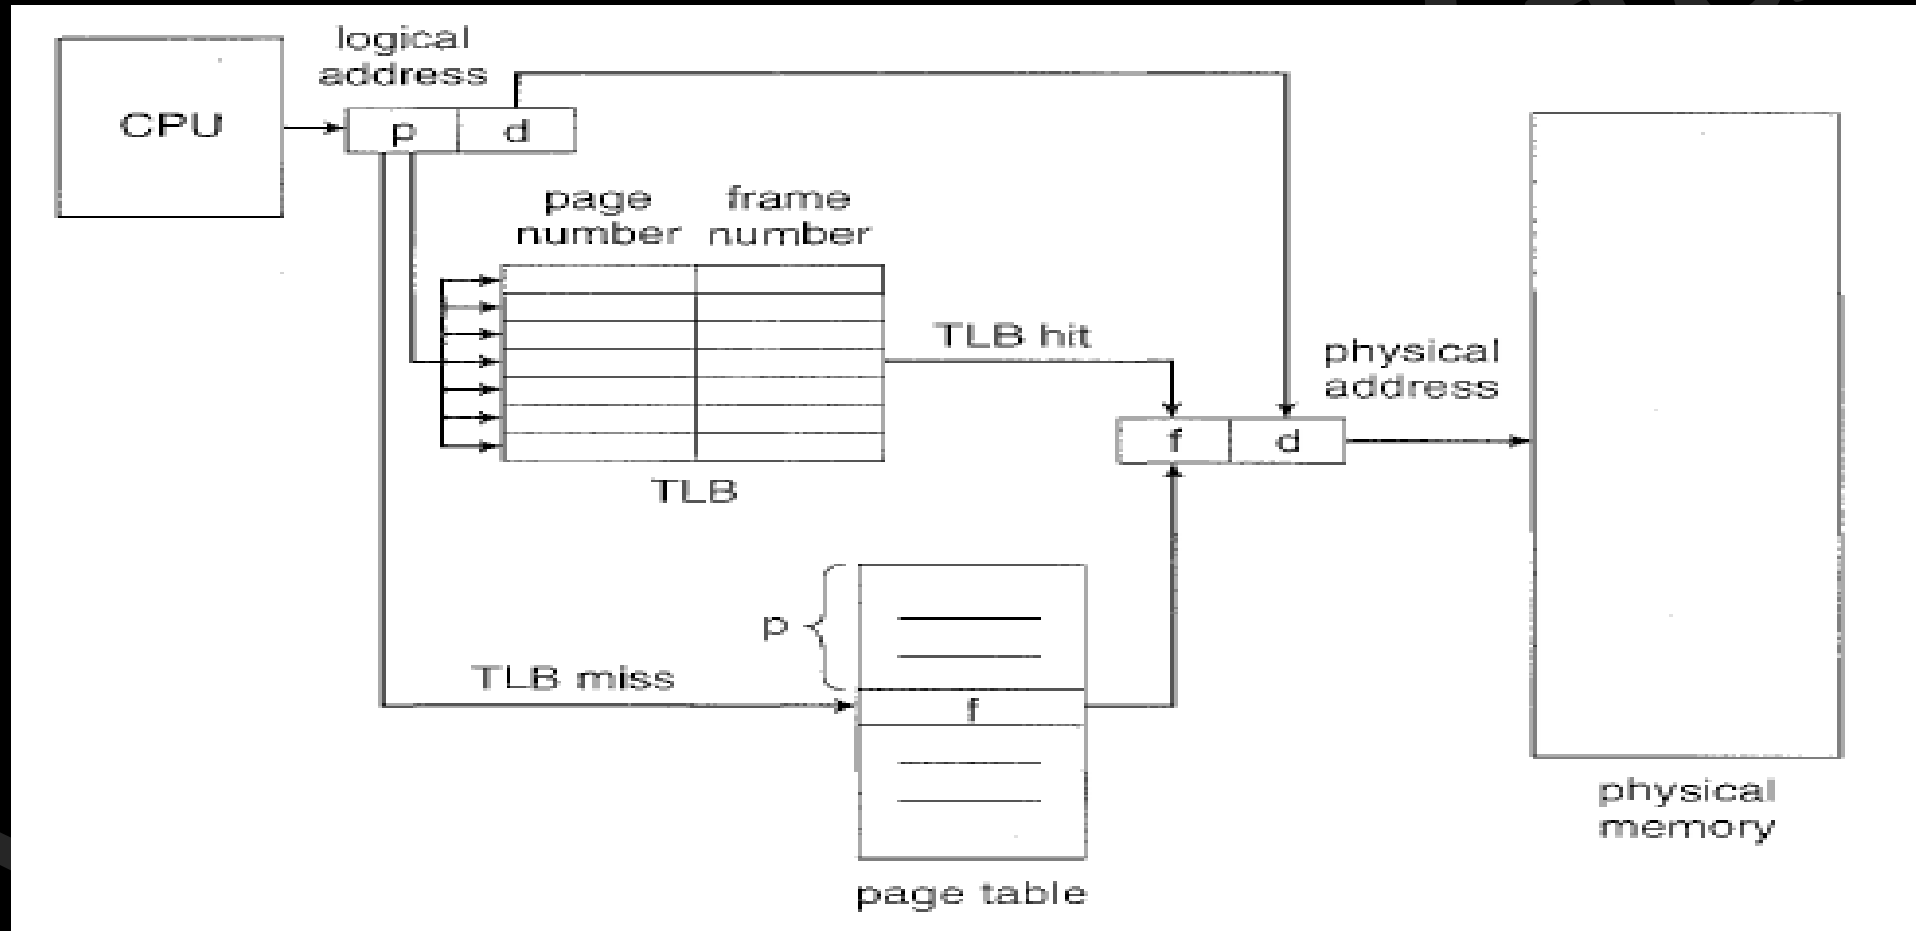 logical
address
CPU
p
d
page
number
frame
number
TLB hit
physical
address
f
d
TLB
p
TLB miss
f
physical
memory
page table